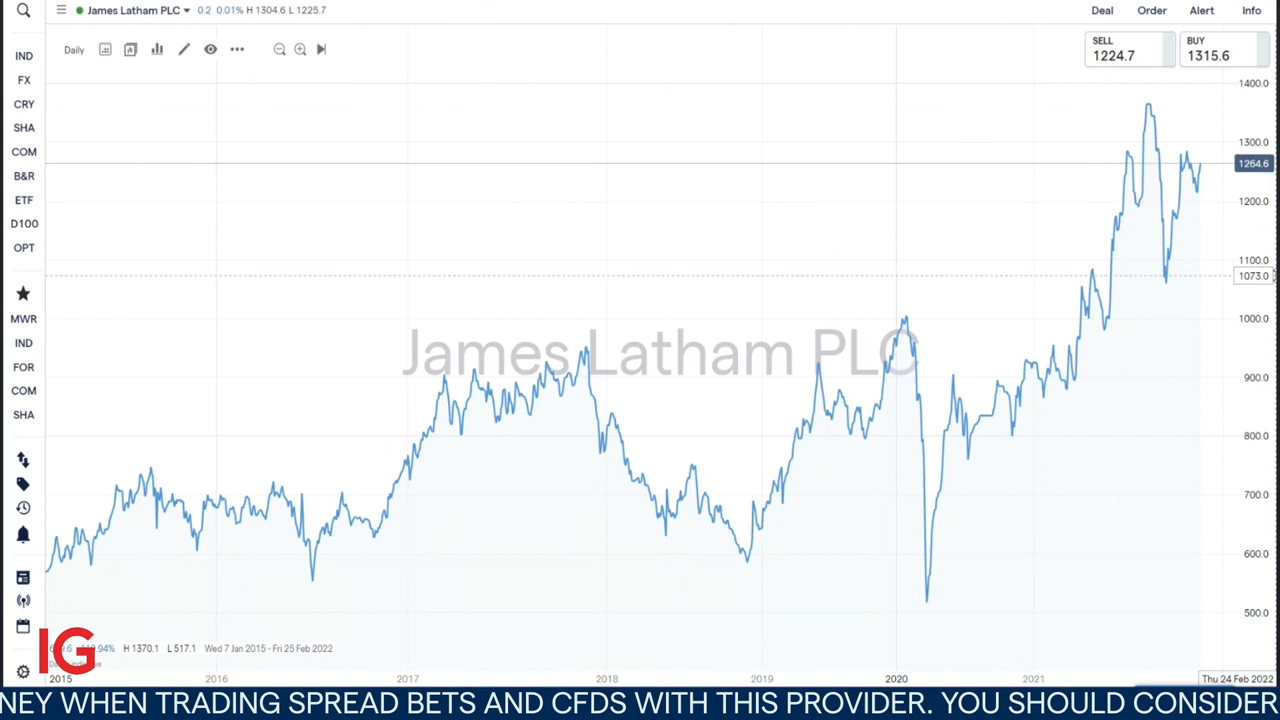 James Latham PLC 0.2 0.01% H 1304.6 L 1225.7
Deal Order Alert Info
Daily
SELL
1224.7
BUY
1315.6
IND
FX
CRY
SHA
COM
B&R
ETF
D100
OPT
MWR
IND
FOR
COM
SHA
1400.0
1300.0
1264.6
1200.0
1100.0
1073.0
1000.0
900.0
800.0
700.0
600.0
500.0
James Latham PLC
IG
H 1370.1 L 517.1 Wed 7 Jan 2015 - Fri 25 Feb 2022
2015 2016 2017 2018 2019 2020 2021 Thu 24 Feb 2022
NEY WHEN TRADING SPREAD BETS AND CFDS WITH THIS PROVIDER. YOU SHOULD CONSIDER